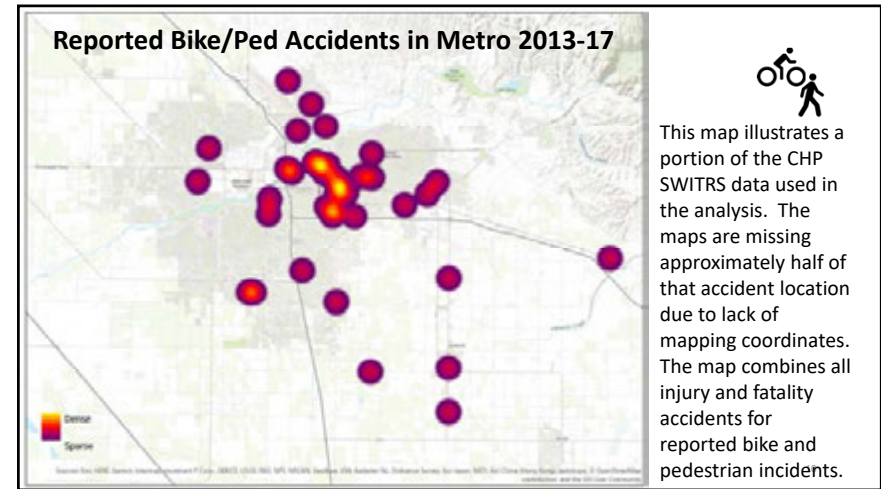 Reported Bike/Ped Accidents in Metro 2013-17
This map illustrates a
portion of the CHP
SWITRS data used in
the analysis.  The
maps are missing
approximately half of
that accident location
due to lack of
mapping coordinates.
The map combines all
injury and fatality
accidents for
reported bike and
pedestrian incidents.
Dense
Sparse